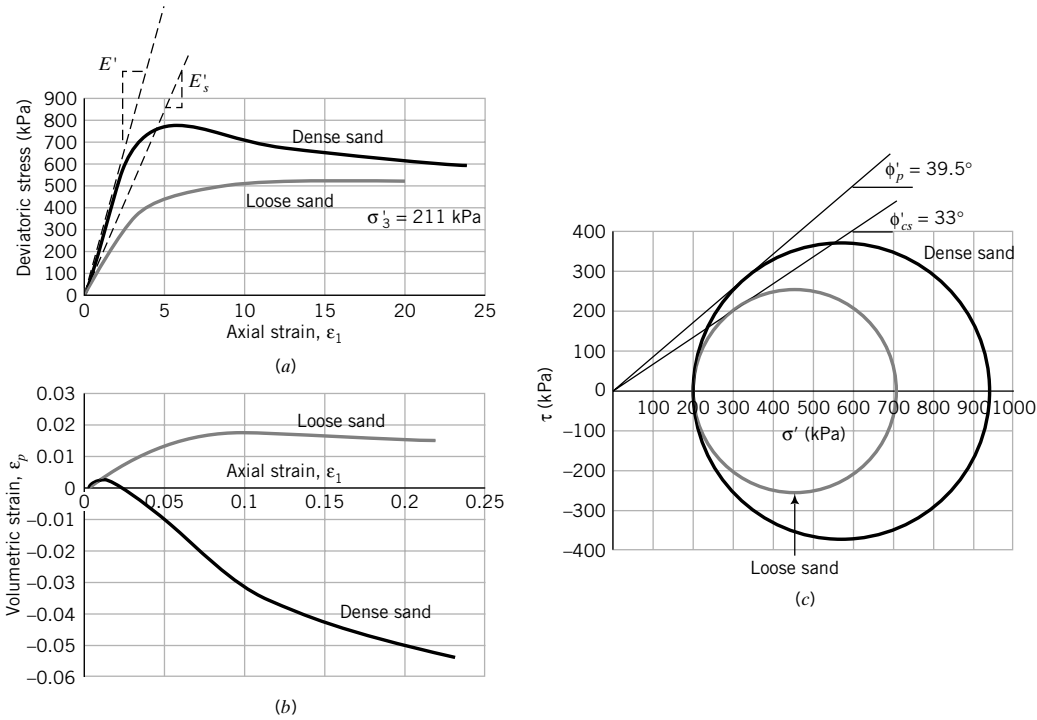 E'
E's
Deviatoric stress (kPa)
900
800
700
600
500
400
300
200
100
0
Dense sand
Loose sand
σ'3 = 211 kPa
0 5 10 15 20 25
Axial strain, ε1
(a)
Volumetric strain, εp
0.03
0.02
0.01
0
–0.01
–0.02
–0.03
–0.04
–0.05
–0.06
Loose sand
Axial strain, ε1
0 0.05 0.1 0.15 0.2 0.25
Dense sand
(b)
ϕ'p = 39.5°
ϕ'cs = 33°
Dense sand
τ (kPa)
400
300
200
100
0
–100
–200
–300
–400
100 200 300 400 500 600 700 800 900 1000
σ′ (kPa)
Loose sand
(c)